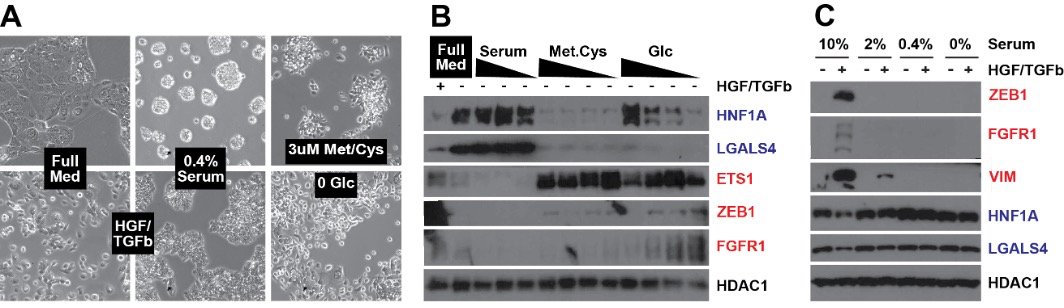 A
Full
Med
0.4%
Serum
3uM Met/Cys
HGF/
TGFb
0 Glc
B
Full
Med
Serum
Met.Cys
Glc
+ - - - - - - - - - - - -
HGF/TGFb
HNF1A
LGALS4
ETS1
ZEB1
FGFR1
HDAC1
C
10% 2% 0.4% 0% Serum
- + - + - + - + HGF/TGFb
ZEB1
FGFR1
VIM
HNF1A
LGALS4
HDAC1